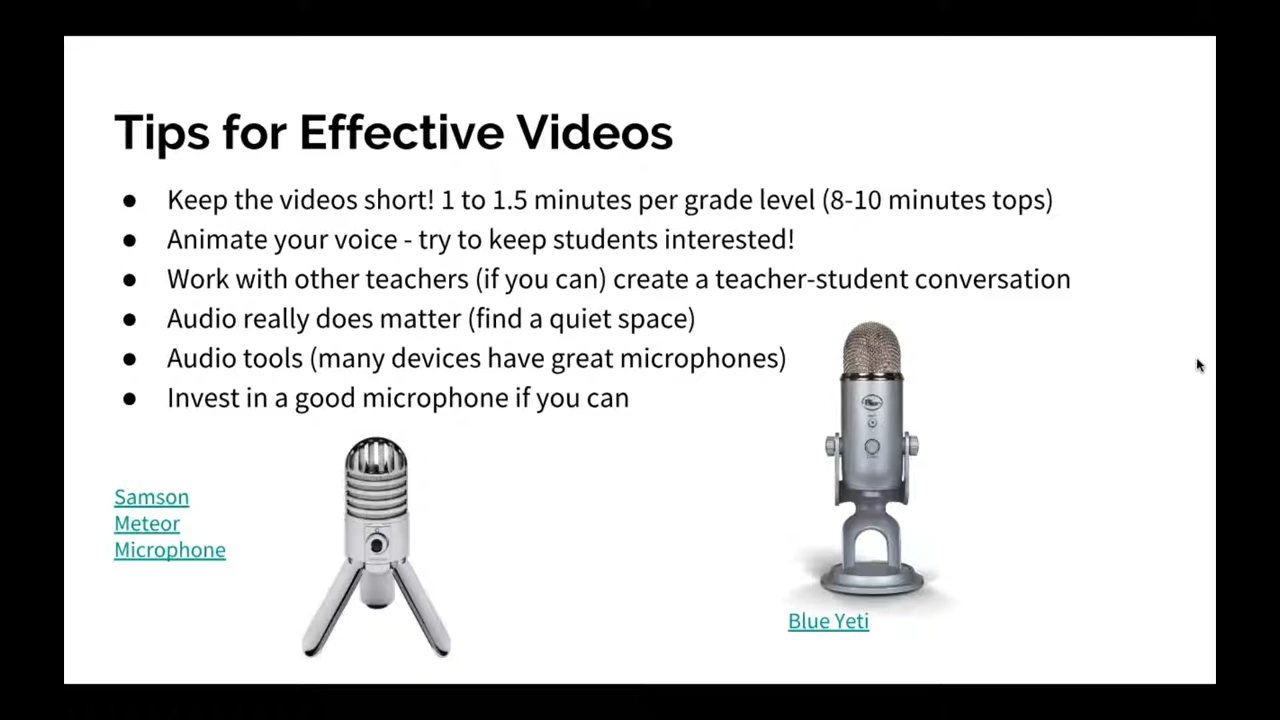 Tips for Effective Videos
● Keep the videos short! 1 to 1.5 minutes per grade level (8-10 minutes tops)
● Animate your voice - try to keep students interested!
● Work with other teachers (if you can) create a teacher-student conversation
● Audio really does matter (find a quiet space)
● Audio tools (many devices have great microphones)
● Invest in a good microphone if you can
Samson
Meteor
Microphone
Blue Yeti